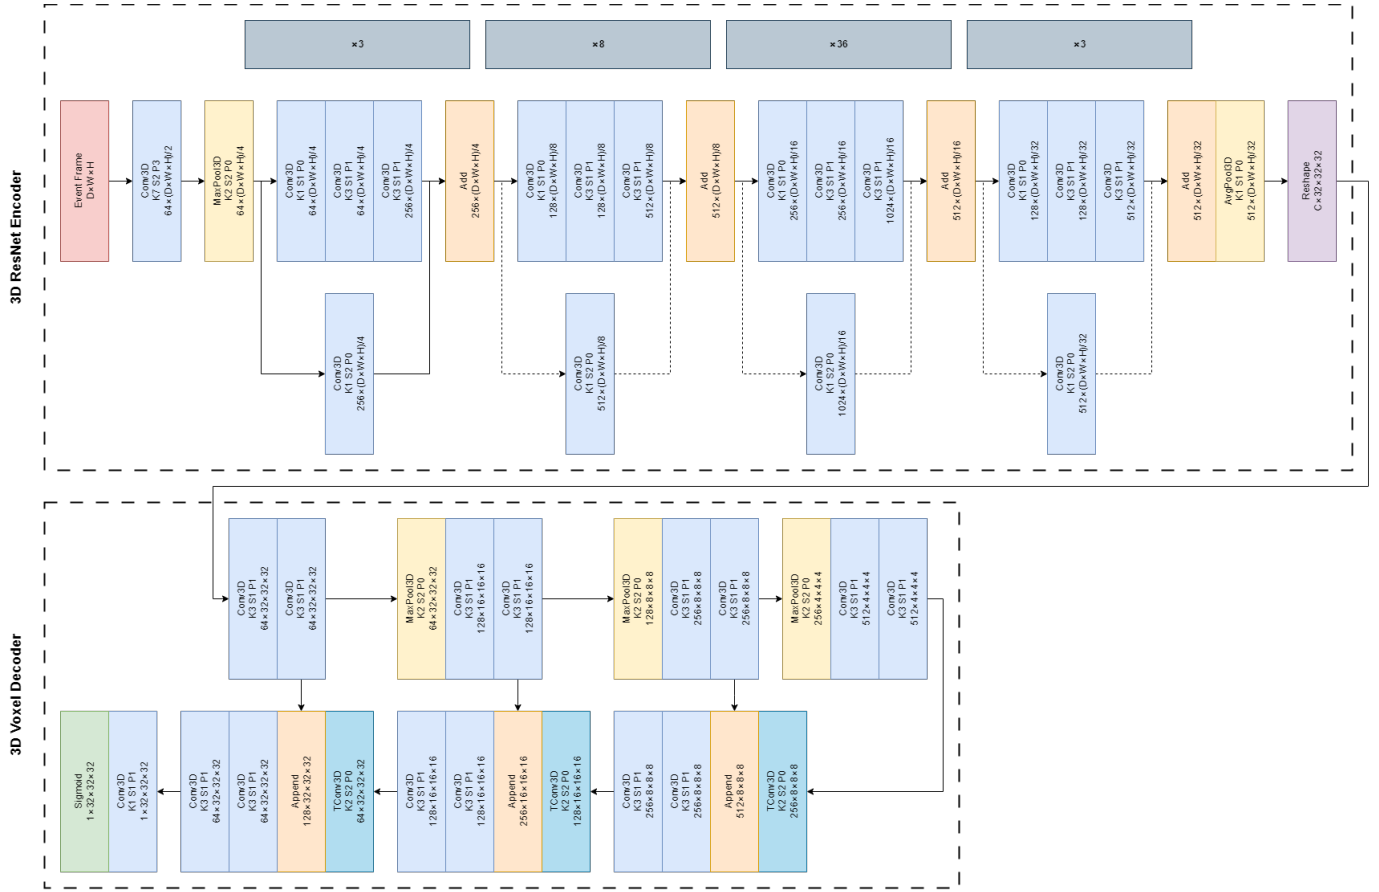 3D ResNet Encoder
×3
×8
×36
×3
Event Frame
D×W×H
Conv3D
K7 S2 P3
64×(D×W×H)/2
MaxPool3D
K2 S2 P0
64×(D×W×H)/4
Conv3D
K1 S1 P0
64×(D×W×H)/4
Conv3D
K3 S1 P1
64×(D×W×H)/4
Conv3D
K3 S1 P1
256×(D×W×H)/4
Add
256×(D×W×H)/4
Conv3D
K1 S1 P0
128×(D×W×H)/8
Conv3D
K3 S1 P1
128×(D×W×H)/8
Conv3D
K3 S1 P1
512×(D×W×H)/8
Add
512×(D×W×H)/8
Conv3D
K1 S1 P0
256×(D×W×H)/16
Conv3D
K3 S1 P1
256×(D×W×H)/16
Conv3D
K3 S1 P1
1024×(D×W×H)/16
Add
512×(D×W×H)/16
Conv3D
K1 S1 P0
128×(D×W×H)/32
Conv3D
K3 S1 P1
128×(D×W×H)/32
Conv3D
K3 S1 P1
512×(D×W×H)/32
Add
512×(D×W×H)/32
AvgPool3D
K1 S1 P0
512×(D×W×H)/32
Reshape
C×32×32×32
Conv3D
K1 S2 P0
256×(D×W×H)/4
Conv3D
K1 S2 P0
512×(D×W×H)/8
Conv3D
K1 S2 P0
1024×(D×W×H)/16
Conv3D
K1 S2 P0
512×(D×W×H)/32
3D Voxel Decoder
Conv3D
K3 S1 P1
64×32×32×32
Conv3D
K3 S1 P1
64×32×32×32
MaxPool3D
K2 S2 P0
64×32×32×32
Conv3D
K3 S1 P1
128×16×16×16
Conv3D
K3 S1 P1
128×16×16×16
MaxPool3D
K2 S2 P0
128×8×8×8
Conv3D
K3 S1 P1
256×8×8×8
Conv3D
K3 S1 P1
256×8×8×8
MaxPool3D
K2 S2 P0
256×4×4×4
Conv3D
K3 S1 P1
512×4×4×4
Conv3D
K3 S1 P1
512×4×4×4
Sigmoid
1×32×32×32
Conv3D
K1 S1 P1
1×32×32×32
Conv3D
K3 S1 P1
64×32×32×32
Conv3D
K3 S1 P1
64×32×32×32
Append
128×32×32×32
TConv3D
K2 S2 P0
64×32×32×32
Conv3D
K3 S1 P1
128×16×16×16
Conv3D
K3 S1 P1
128×16×16×16
Append
256×16×16×16
TConv3D
K2 S2 P0
128×16×16×16
Conv3D
K3 S1 P1
256×8×8×8
Conv3D
K3 S1 P1
256×8×8×8
Append
512×8×8×8
TConv3D
K2 S2 P0
256×8×8×8